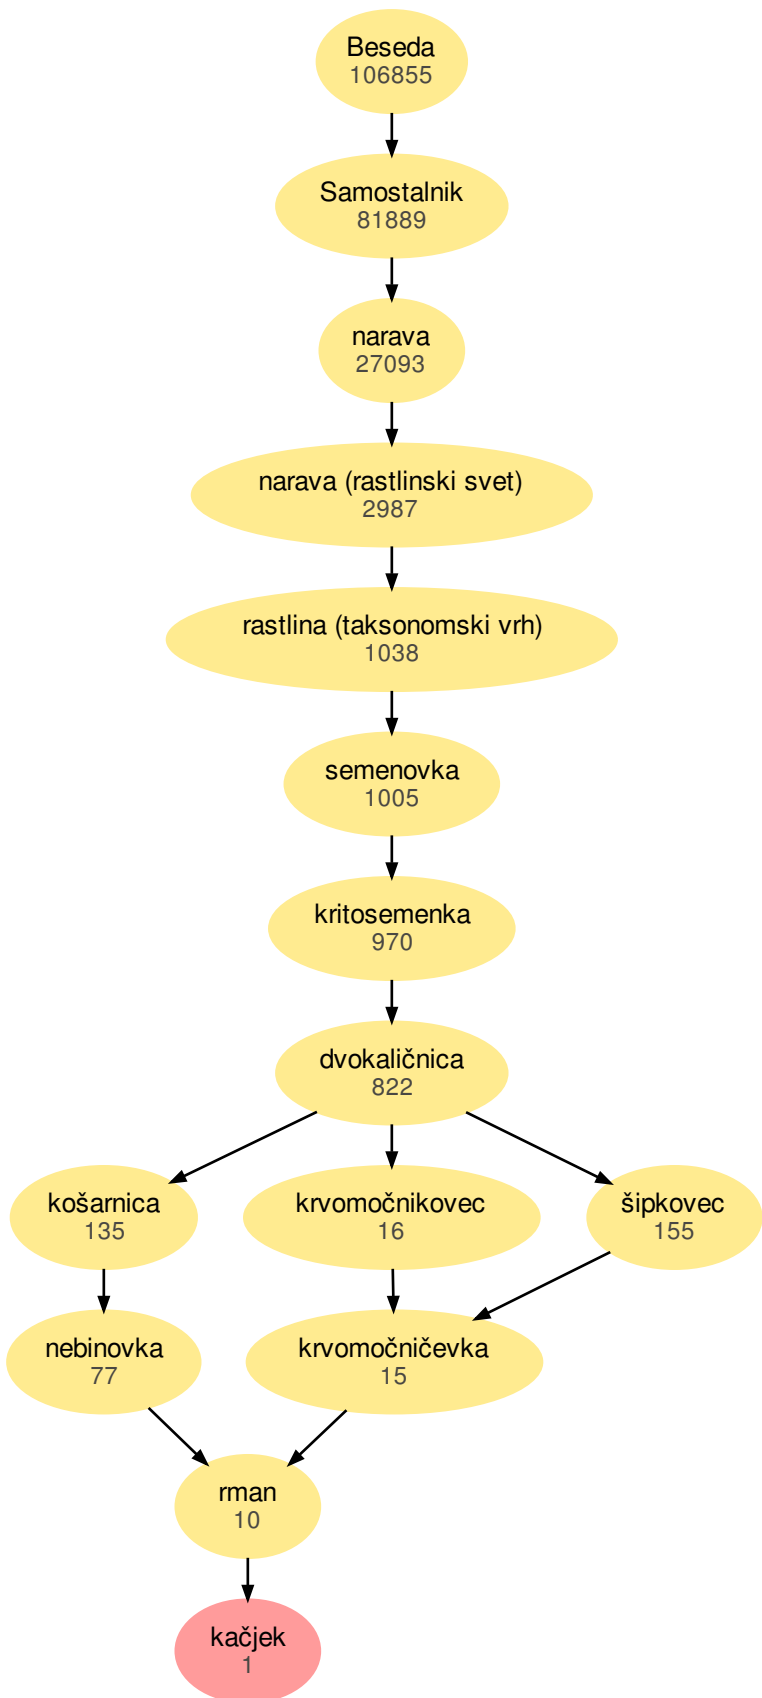 Beseda
106855
Samostalnik
81889
narava
27093
narava (rastlinski svet)
2987
rastlina (taksonomski vrh)
1038
semenovka
1005
kritosemenka
970
dvokaličnica
822
košarnica
135
krvomočnikovec
16
šipkovec
155
nebinovka
77
krvomočničevka
15
rman
10
kačjek
1